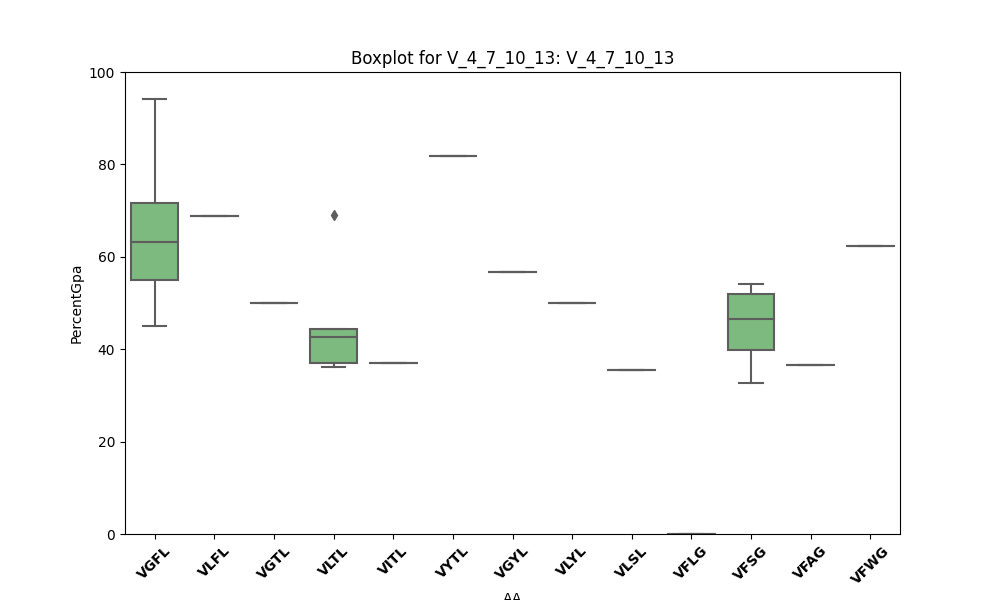 Boxplot for V_4_7_10_13: V_4_7_10_13
100
80
60
40
20
0
PercentGpa
VGFL
VLFL
VGTL
VLTL
VITL
VYTL
VGYL
VLYL
VLSL
VFLG
VFSG
VFAG
VFWG
AA